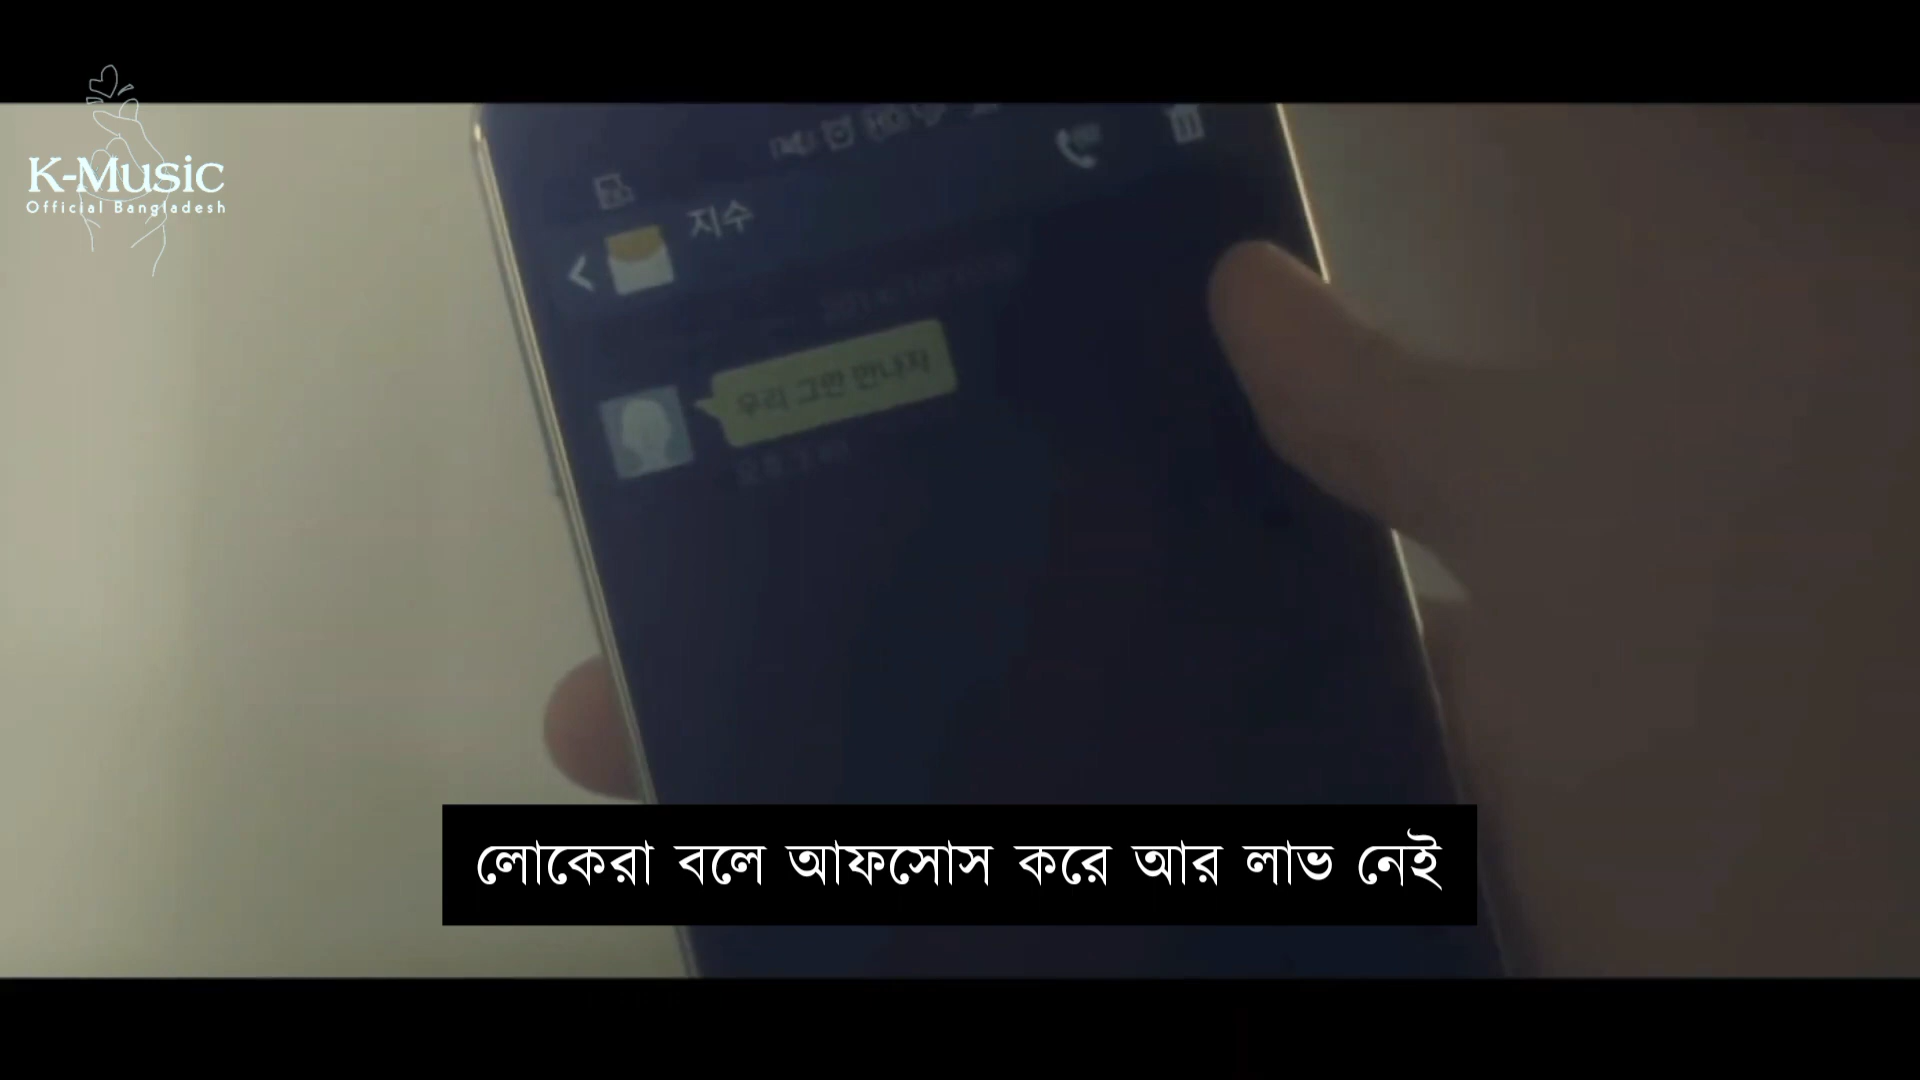 K-Music
Official Bangladesh
지수
우리 그만 만나자
লোকেরা বলে আফসোস করে আর লাভ নেই